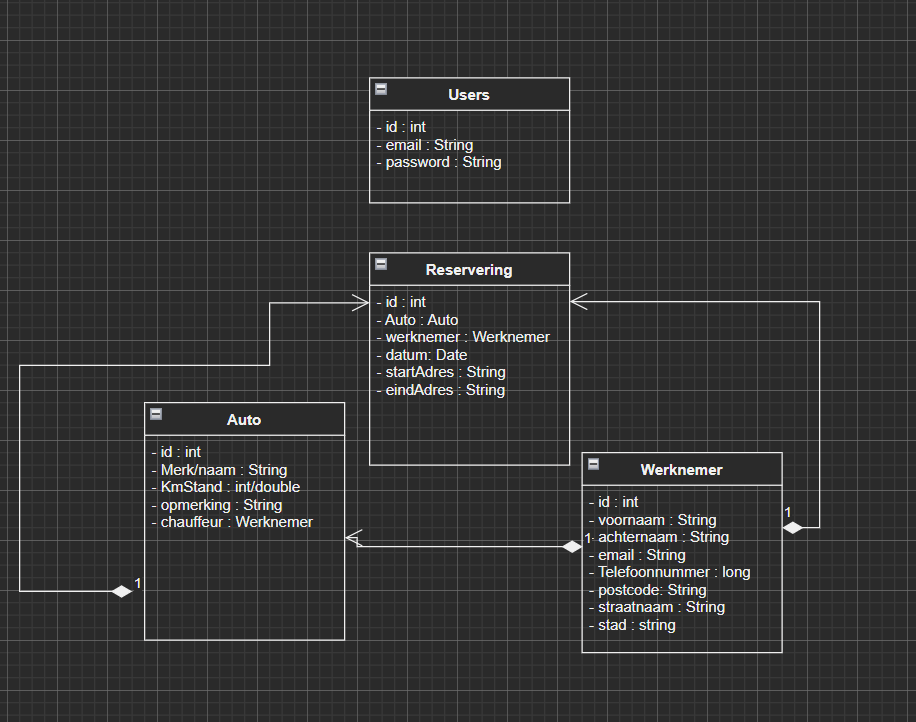 Users
- id : int
- email : String
- password : String
Reservering
- id : int
- Auto : Auto
- werknemer : Werknemer
- datum: Date
- startAdres : String
- eindAdres : String
Auto
- id : int
- Merk/naam : String
- KmStand : int/double
- opmerking : String
- chauffeur : Werknemer
1
Werknemer
- id : int
- voornaam : String
- achternaam : String
- email : String
- Telefoonnummer : long
- postcode: String
- straatnaam : String
- stad : string
1
1